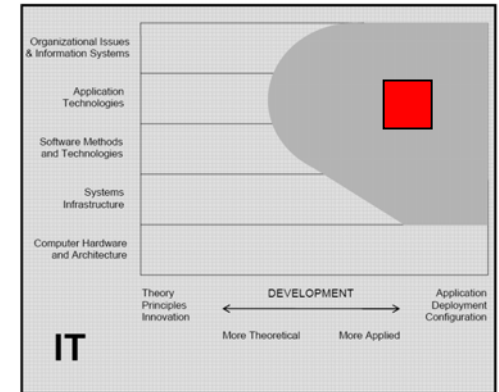 Organizational Issues
& Information Systems
Application
Technologies
Software Methods
and Technologies
Systems
Infrastructure
Computer Hardware
and Architecture
Theory
Principles
Innovation
DEVELOPMENT
Application
Deployment
Configuration
More Theoretical
More Applied
IT